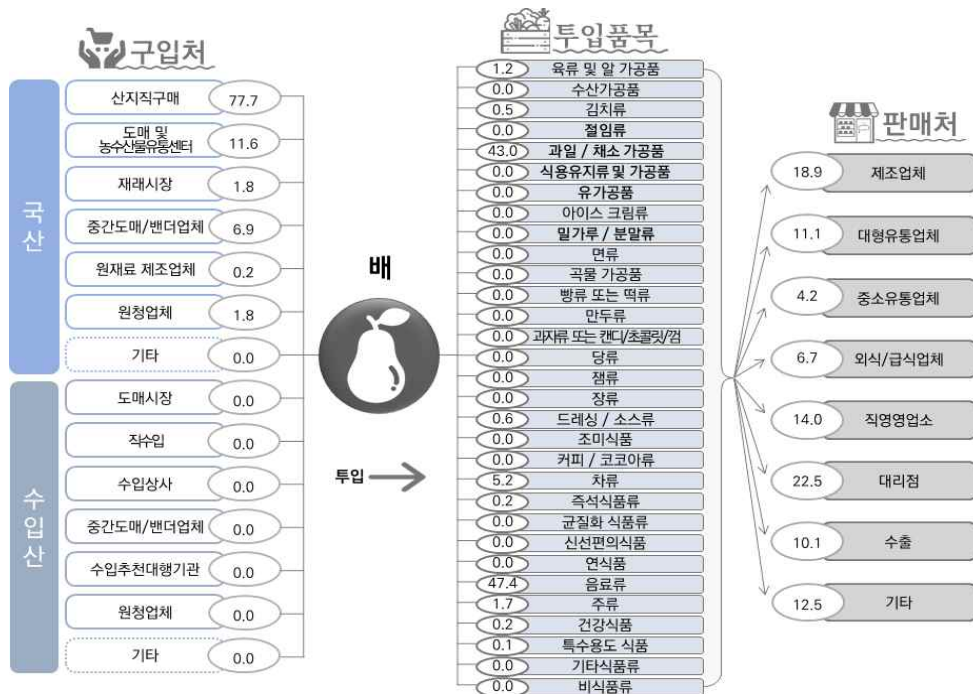 구입처
국산
산지직구매 77.7
도매 및
농수산물유통센터 11.6
재래시장 1.8
중간도매/밴더업체 6.9
원재료 제조업체 0.2
원청업체 1.8
기타 0.0
수입산
도매시장 0.0
직수입 0.0
수입상사 0.0
중간도매/밴더업체 0.0
수입추천대행기관 0.0
원청업체 0.0
기타 0.0
배
투입
투입품목
1.2 육류 및 알 가공품
0.0 수산가공품
0.5 김치류
0.0 절임류
43.0 과일 / 채소 가공품
0.0 식용유지류 및 가공품
0.0 유가공품
0.0 아이스 크림류
0.0 밀가루 / 분말류
0.0 면류
0.0 곡물 가공품
0.0 빵류 또는 떡류
0.0 만두류
0.0 과자류 또는 캔디/초콜릿/껌
0.0 당류
0.0 잼류
0.0 장류
0.6 드레싱 / 소스류
0.0 조미식품
0.0 커피 / 코코아류
5.2 차류
0.2 즉석식품류
0.0 균질화 식품류
0.0 신선편의식품
0.0 연식품
47.4 음료류
1.7 주류
0.2 건강식품
0.1 특수용도 식품
0.0 기타식품류
0.0 비식품류
판매처
18.9 제조업체
11.1 대형유통업체
4.2 중소유통업체
6.7 외식/급식업체
14.0 직영영업소
22.5 대리점
10.1 수출
12.5 기타